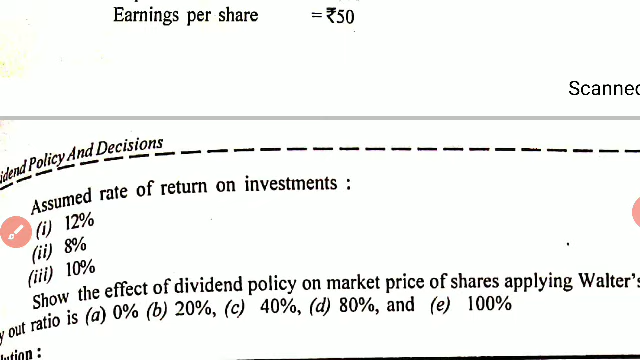 Earnings per share = ₹50
Scanned
idend Policy And Decisions
Assumed rate of return on investments :
(i) 12%
(ii) 8%
(iii) 10%
Show the effect of dividend policy on market price of shares applying Walter's
y out ratio is (a) 0% (b) 20%, (c) 40%, (d) 80%, and (e) 100%
lution :